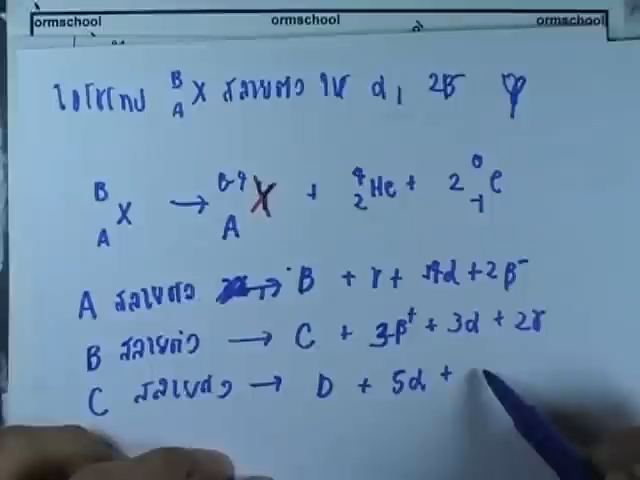 ormschool ormschool ormschool
ไอโซโทป B A X สลายตัว ให้ α, 2β
B A X → B-4 A X + 4 2 He + 2 0 -1 e
A สลายตัว → B + γ + 4α + 2β⁻
B สลายตัว → C + 3β⁺ + 3α + 2γ
C สลายตัว → D + 5α +